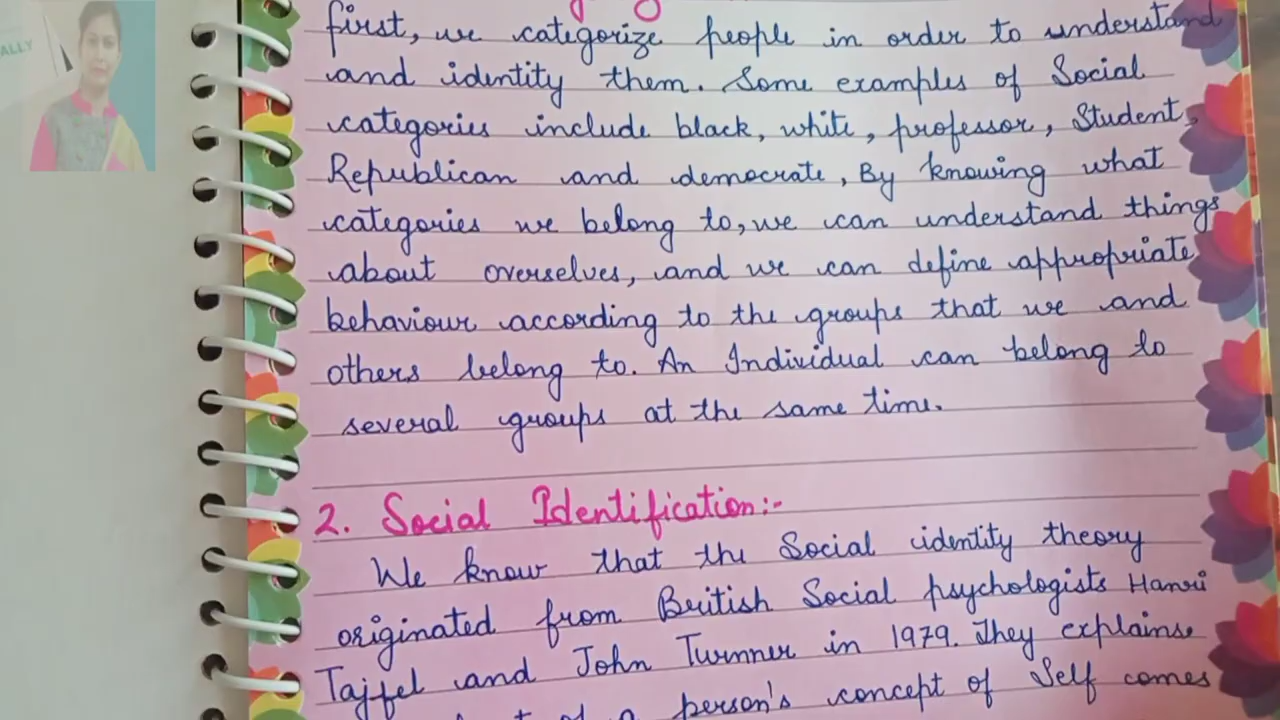 ALLY
first, we categorize people in order to understand
and identity them. Some examples of Social
categories include black, white, professor, Student,
Republican and democrate, By knowing what
categories we belong to, we can understand things
about overselves, and we can define appropriate
behaviour according to the groups that we and
others belong to. An Individual can belong to
several groups at the same time.
2. Social Identification:-
We know that the Social identity theory
originated from British Social psychologists Hanri
Tajfel and John Turnner in 1979. They explains
of a person's concept of Self comes